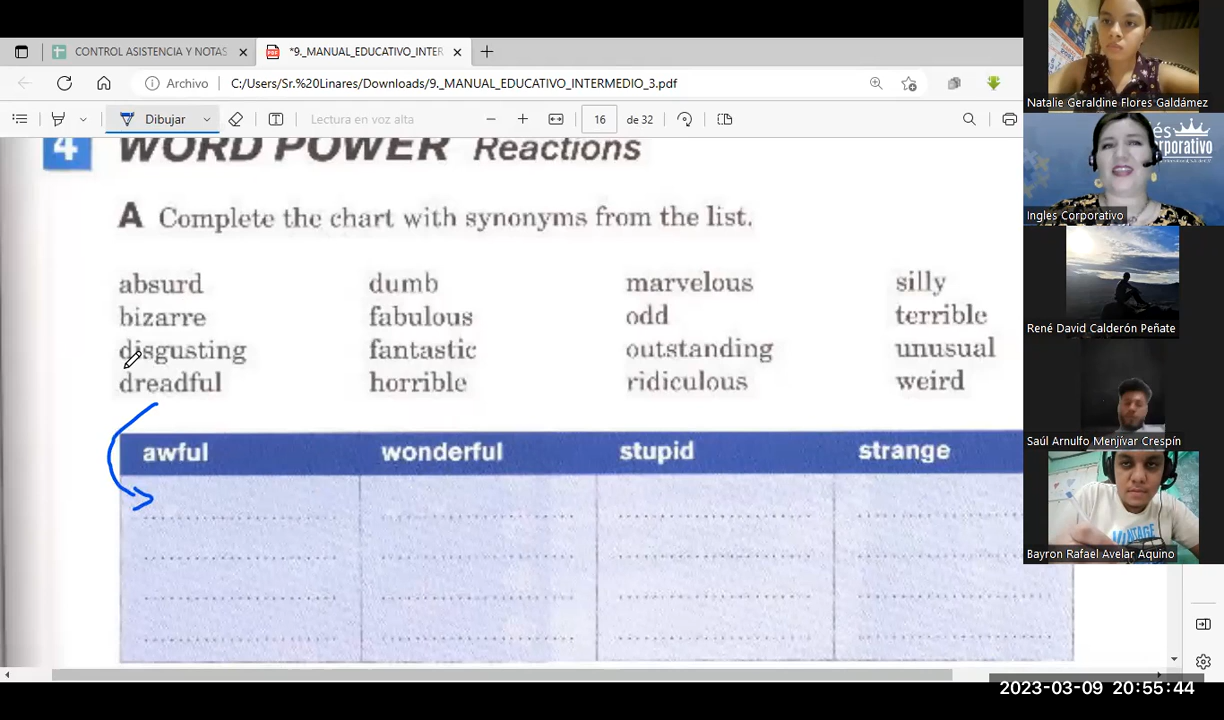 CONTROL ASISTENCIA Y NOTAS
*9._MANUAL_EDUCATIVO_INTER
Archivo C:/Users/Sr.%20Linares/Downloads/9._MANUAL_EDUCATIVO_INTERMEDIO_3.pdf
Dibujar Lectura en voz alta 16 de 32
4 WORD POWER Reactions
A Complete the chart with synonyms from the list.
absurd dumb marvelous silly
bizarre fabulous odd terrible
disgusting fantastic outstanding unusual
dreadful horrible ridiculous weird
awful wonderful stupid strange
Natalie Geraldine Flores Galdámez
és
rporativo
Ingles Corporativo
René David Calderón Peñate
Saúl Arnulfo Menjívar Crespín
VINTAGE
Bayron Rafael Avelar Aquino
2023-03-09 20:55:44